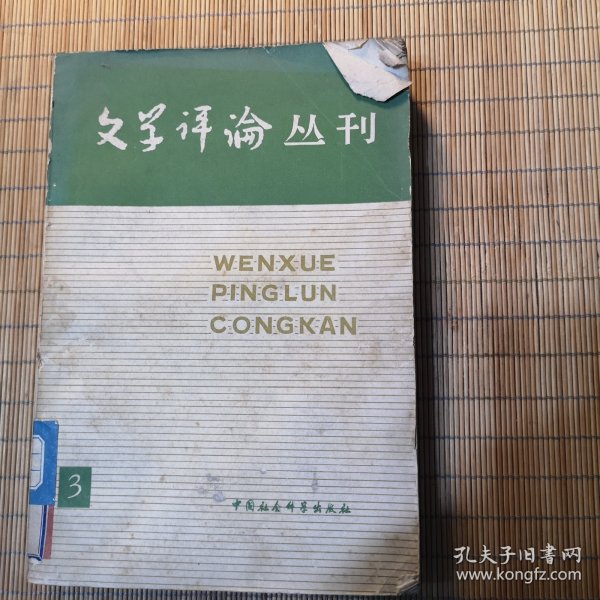 文学评论丛刊
WENXUE
PINGLUN
CONGKAN
3
中国社会科学出版社
孔夫子旧書网
www.kongfz.com